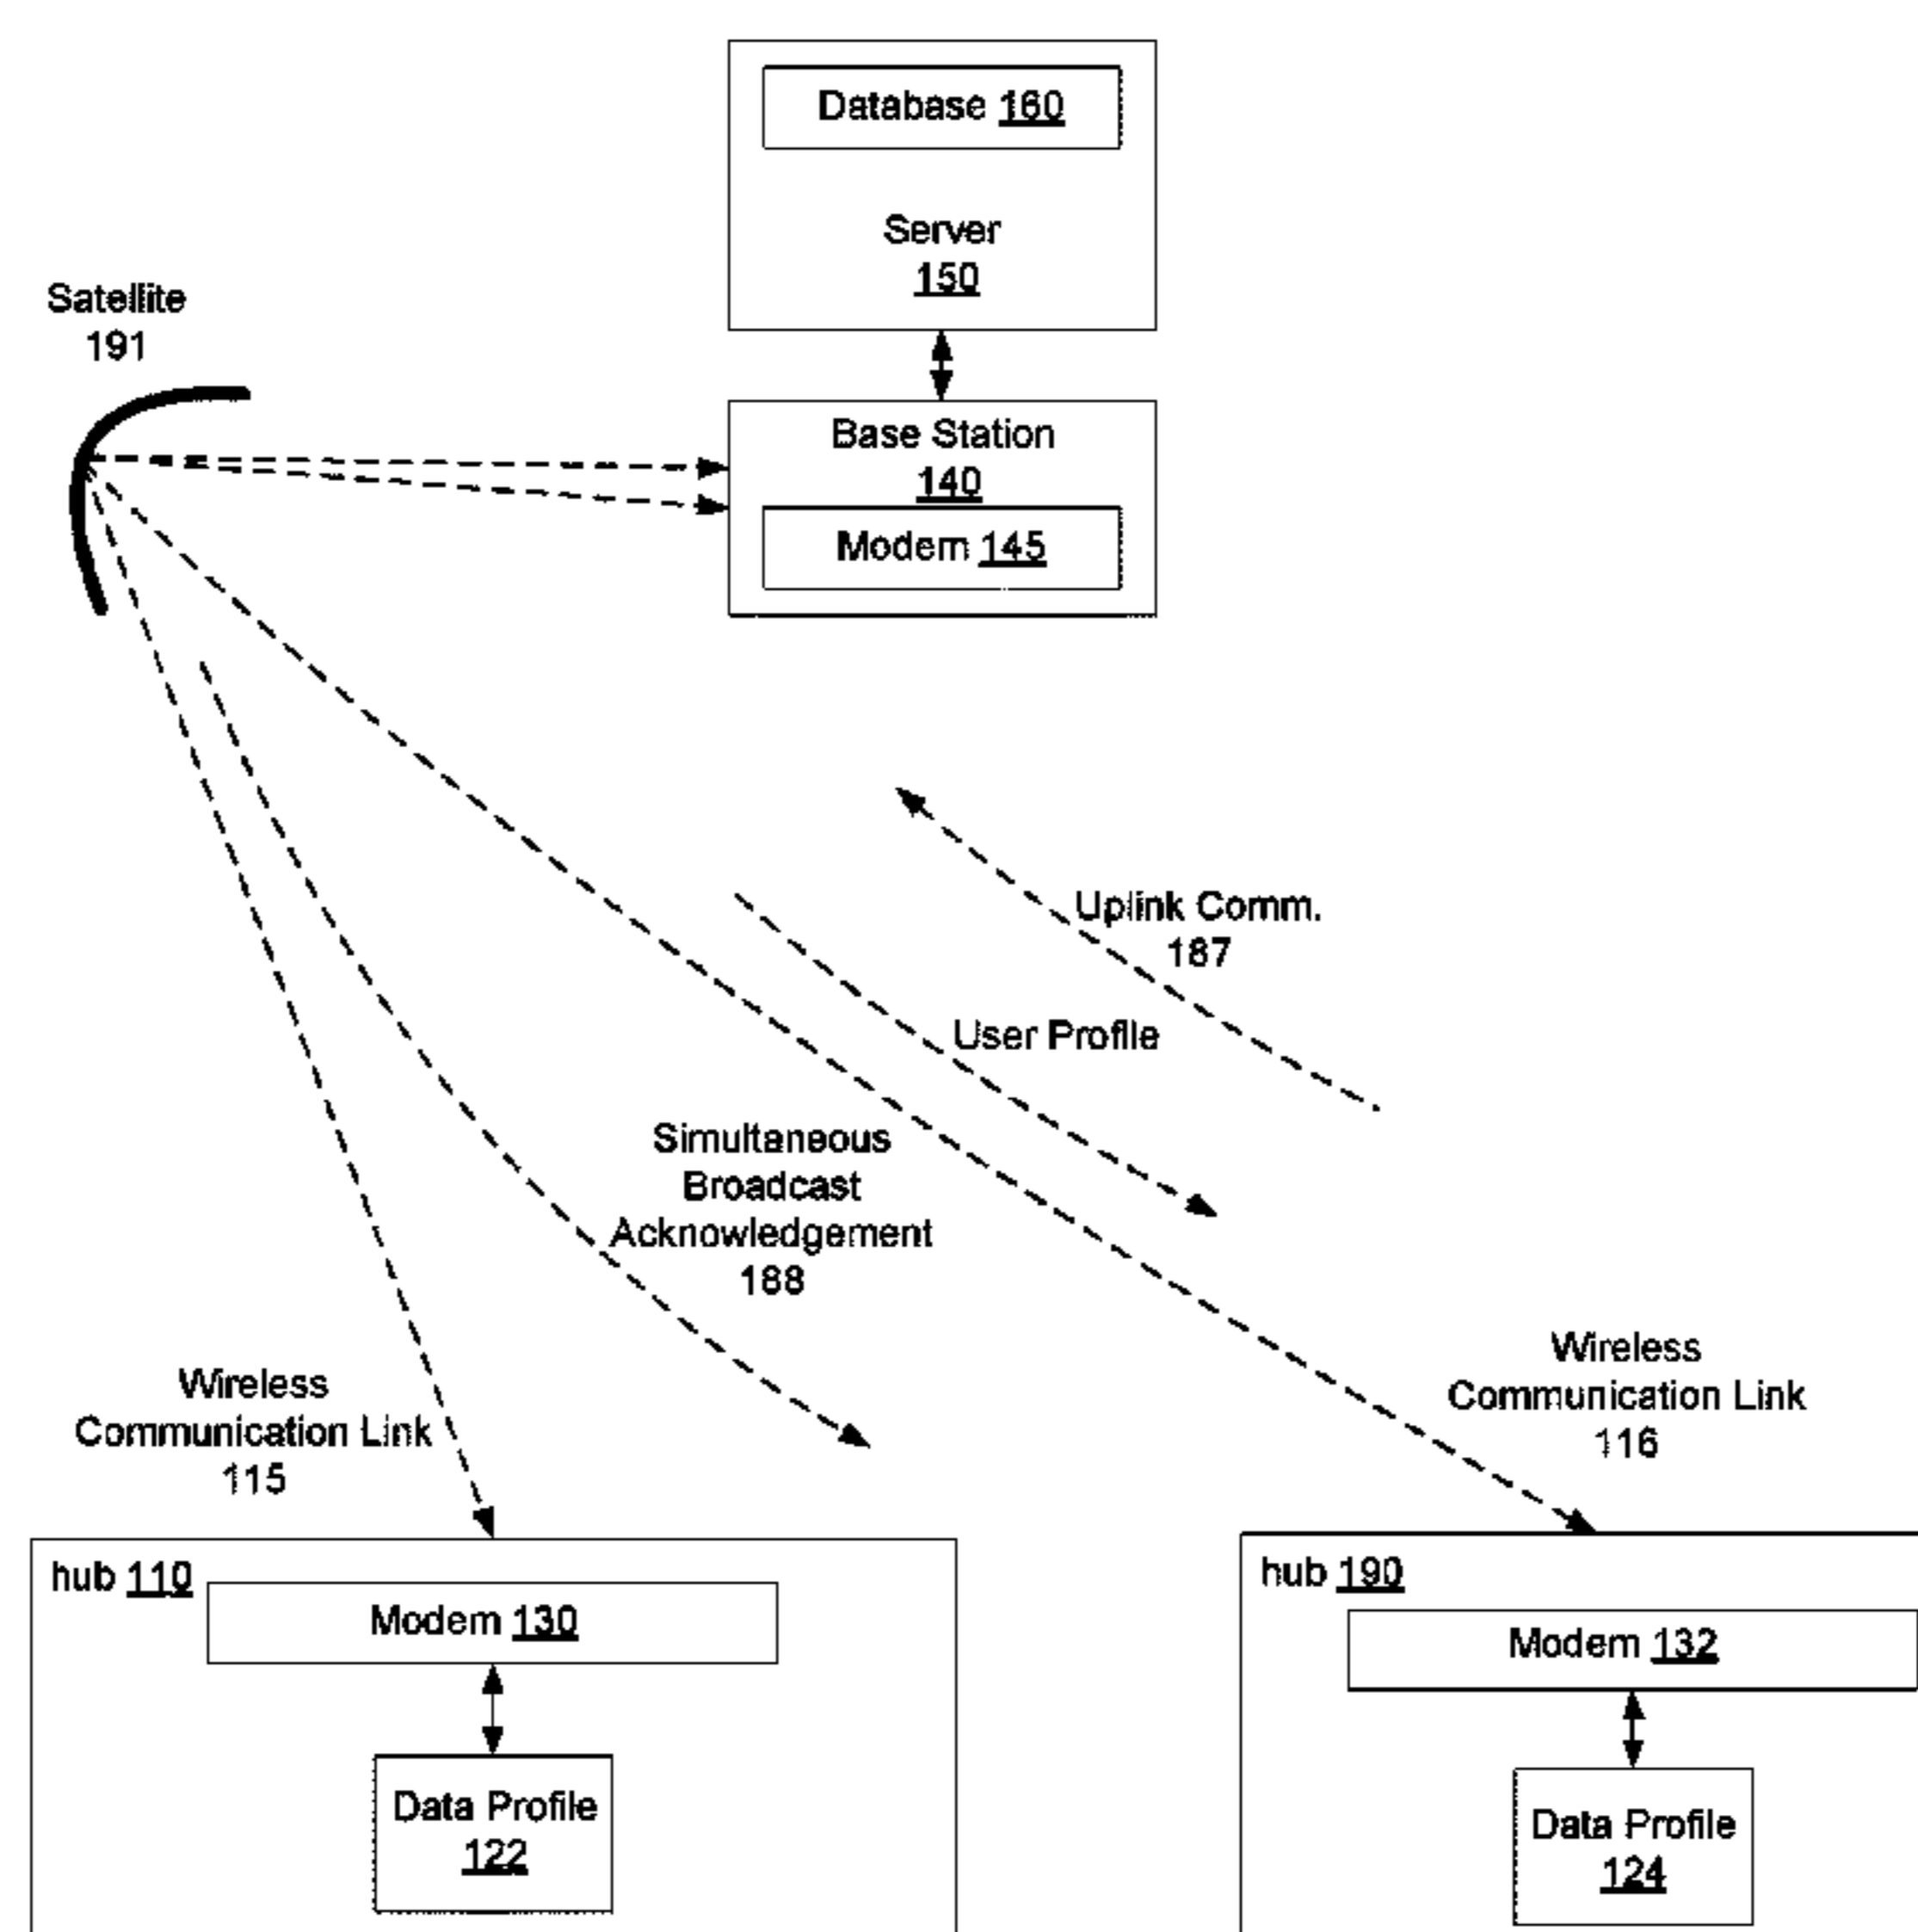 Database 160
Server
150
Satellite
191
Base Station
140
Modem 145
Uplink Comm.
187
User Profile
Simultaneous
Broadcast
Acknowledgement
188
Wireless
Communication Link
116
Wireless
Communication Link
115
hub 110
Modem 130
Data Profile
122
hub 190
Modem 132
Data Profile
124